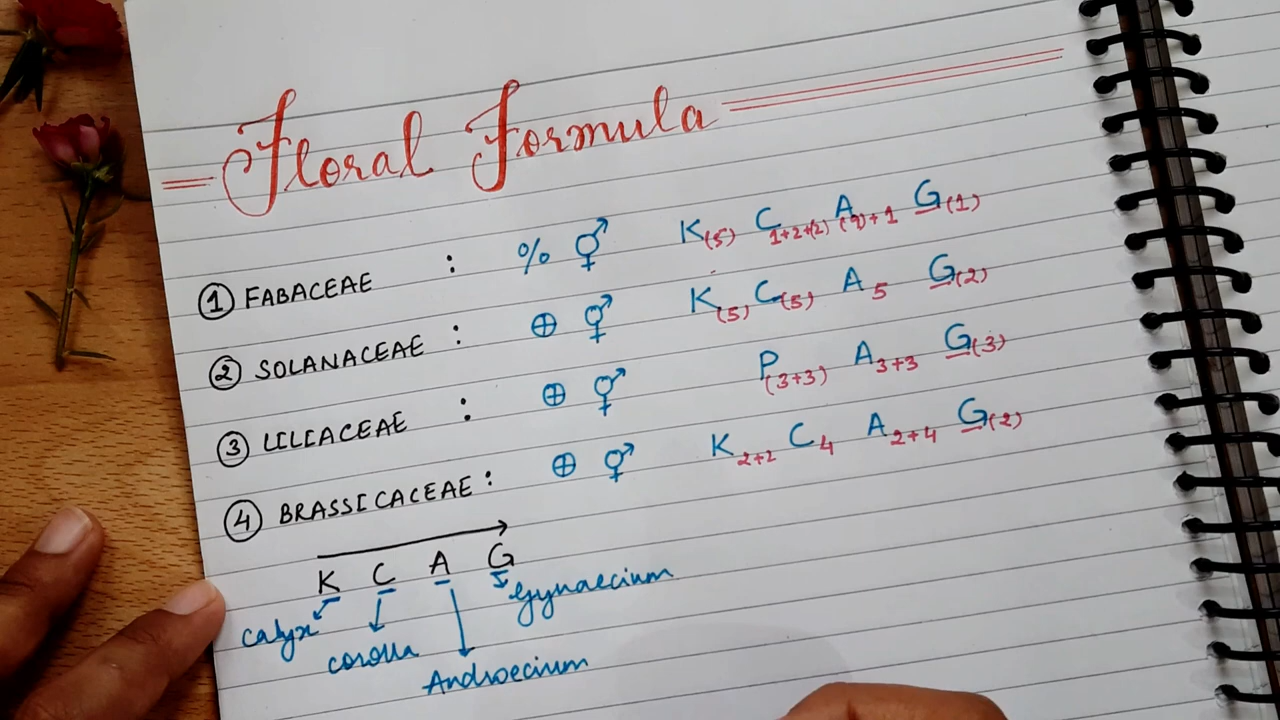 Floral Formula
① FABACEAE : % ⚥ K(5) C1+2+(2) A(9)+1 G(1)
② SOLANACEAE : ⊕ ⚥ K(5) C(5) A5 G(2)
③ LILIACEAE : ⊕ ⚥ P(3+3) A3+3 G(3)
④ BRASSICACEAE : ⊕ ⚥ K2+2 C4 A2+4 G(2)
K C A G
Gynaecium
calyx
corolla
Androecium